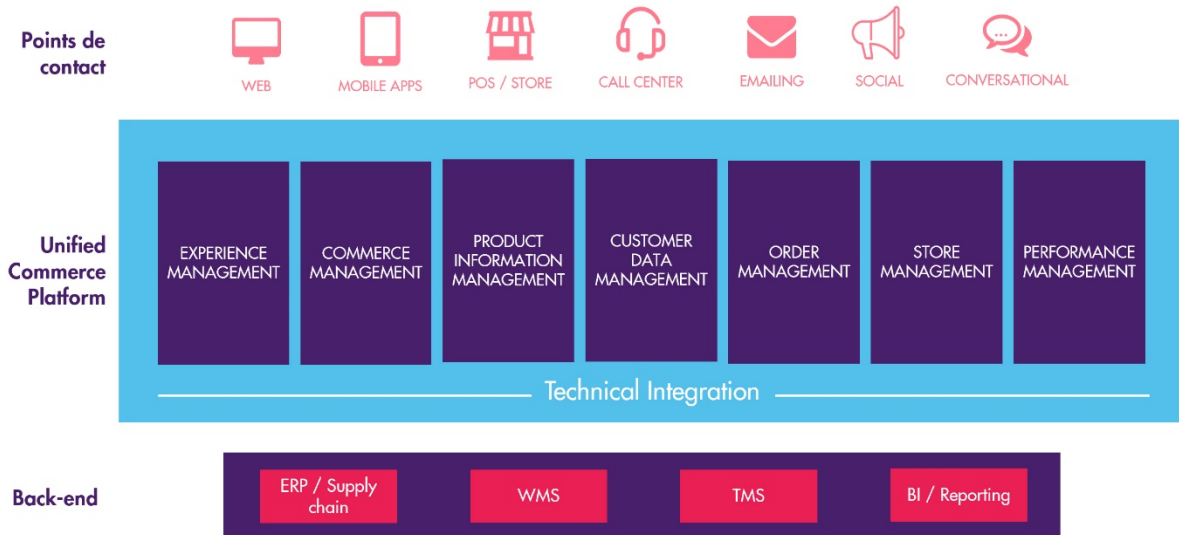 Points de
contact
WEB
MOBILE APPS
POS / STORE
CALL CENTER
EMAILING
SOCIAL
CONVERSATIONAL
Unified
Commerce
Platform
EXPERIENCE
MANAGEMENT
COMMERCE
MANAGEMENT
PRODUCT
INFORMATION
MANAGEMENT
CUSTOMER
DATA
MANAGEMENT
ORDER
MANAGEMENT
STORE
MANAGEMENT
PERFORMANCE
MANAGEMENT
Technical Integration
Back-end
ERP / Supply
chain
WMS
TMS
BI / Reporting